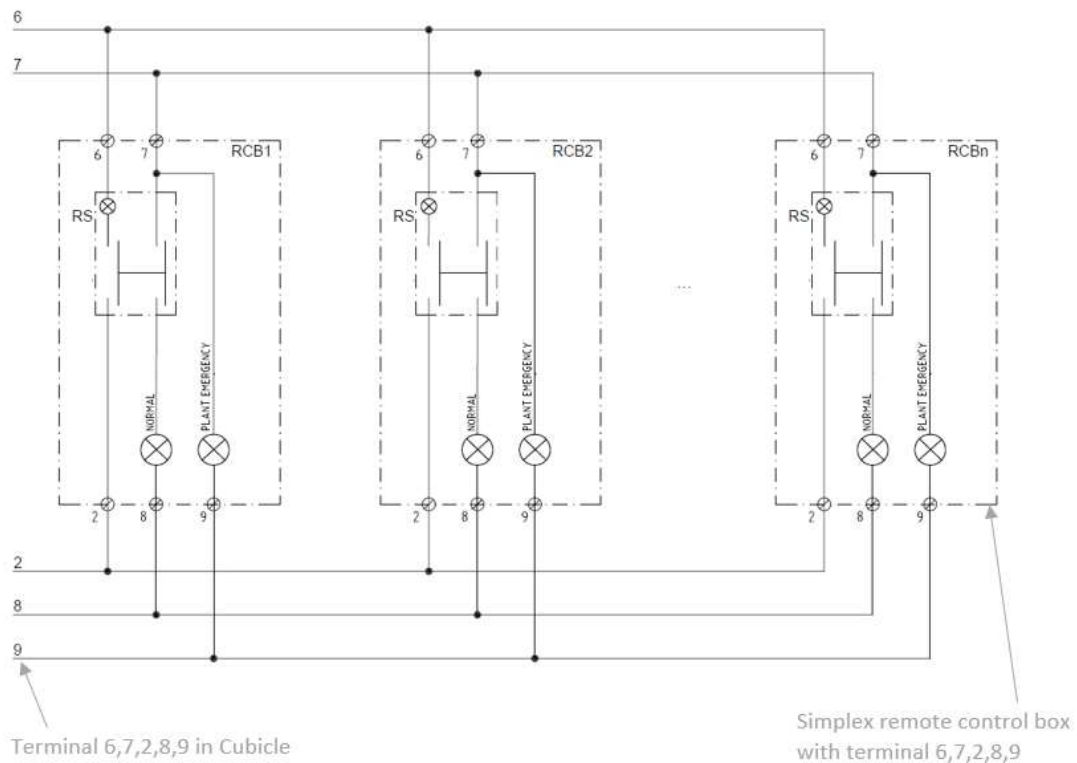 6
7
6 7 RCB1 6 7 RCB2 6 7 RCBn
RS RS RS
...
NORMAL PLANT EMERGENCY NORMAL PLANT EMERGENCY NORMAL PLANT EMERGENCY
2 8 9 2 8 9 2 8 9
2
8
9
Terminal 6,7,2,8,9 in Cubicle
Simplex remote control box
with terminal 6,7,2,8,9